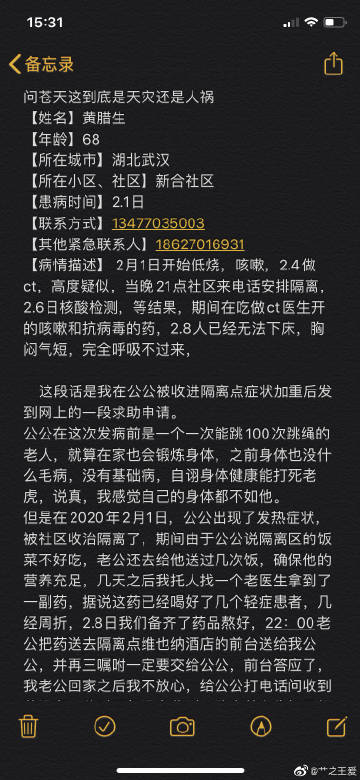 15:31
备忘录
问苍天这到底是天灾还是人祸
【姓名】黄腊生
【年龄】68
【所在城市】湖北武汉
【所在小区、社区】新合社区
【患病时间】2.1日
【联系方式】13477035003
【其他紧急联系人】18627016931
【病情描述】 2月1日开始低烧，咳嗽，2.4做
ct，高度疑似，当晚21点社区来电话安排隔离，
2.6日核酸检测，等结果，期间在吃做ct医生开
的咳嗽和抗病毒的药，2.8人已经无法下床，胸
闷气短，完全呼吸不过来，
这段话是我在公公被收进隔离点症状加重后发
到网上的一段求助申请。
公公在这次发病前是一个一次能跳100次跳绳的
老人，就算在家也会锻炼身体，之前身体也没什
么毛病，没有基础病，自诩身体健康能打死老
虎，说真，我感觉自己的身体都不如他。
但是在2020年2月1日，公公出现了发热症状，
被社区收治隔离了，期间由于公公说隔离区的饭
菜不好吃，老公还去给他送过几次饭，确保他的
营养充足，几天之后我托人找一个老医生拿到了
一副药，据说这药已经喝好了几个轻症患者，几
经周折，2.8日我们备齐了药品熬好，22：00老
公把药送去隔离点维也纳酒店的前台送给我公
公，并再三嘱咐一定要交给公公，前台答应了，
我老公回家之后我不放心，给公公打电话问收到
@艹之王爱